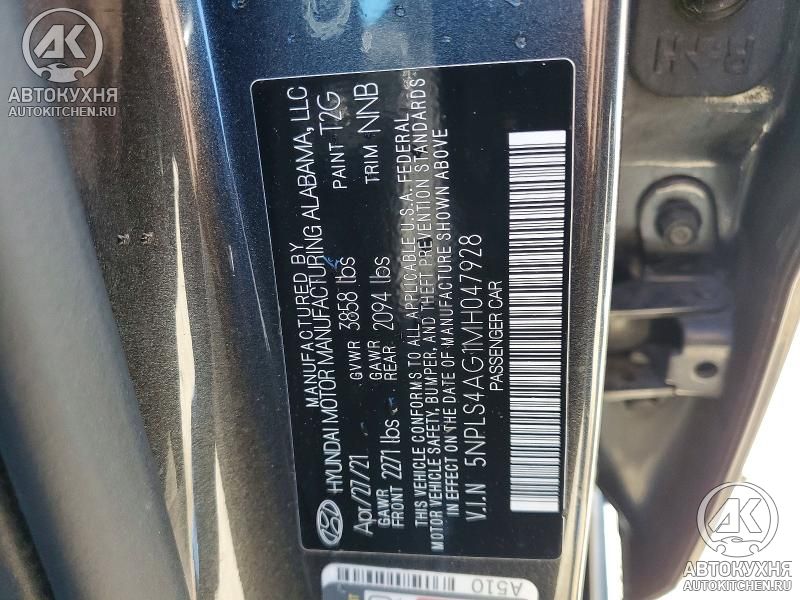 AK
АВТОКУХНЯ
AUTOKITCHEN.RU
MANUFACTURED BY
HYUNDAI MOTOR MANUFACTURING ALABAMA, LLC
Apr/27/21 GVWR 3858 lbs PAINT T2G
GAWR FRONT 2271 lbs GAWR REAR 2094 lbs TRIM NNB
THIS VEHICLE CONFORMS TO ALL APPLICABLE U.S.A. FEDERAL
MOTOR VEHICLE SAFETY, BUMPER, AND THEFT PREVENTION STANDARDS
IN EFFECT ON THE DATE OF MANUFACTURE SHOWN ABOVE
V.I.N 5NPLS4AG1MH047928
PASSENGER CAR
A510
AK
АВТОКУХНЯ
AUTOKITCHEN.RU